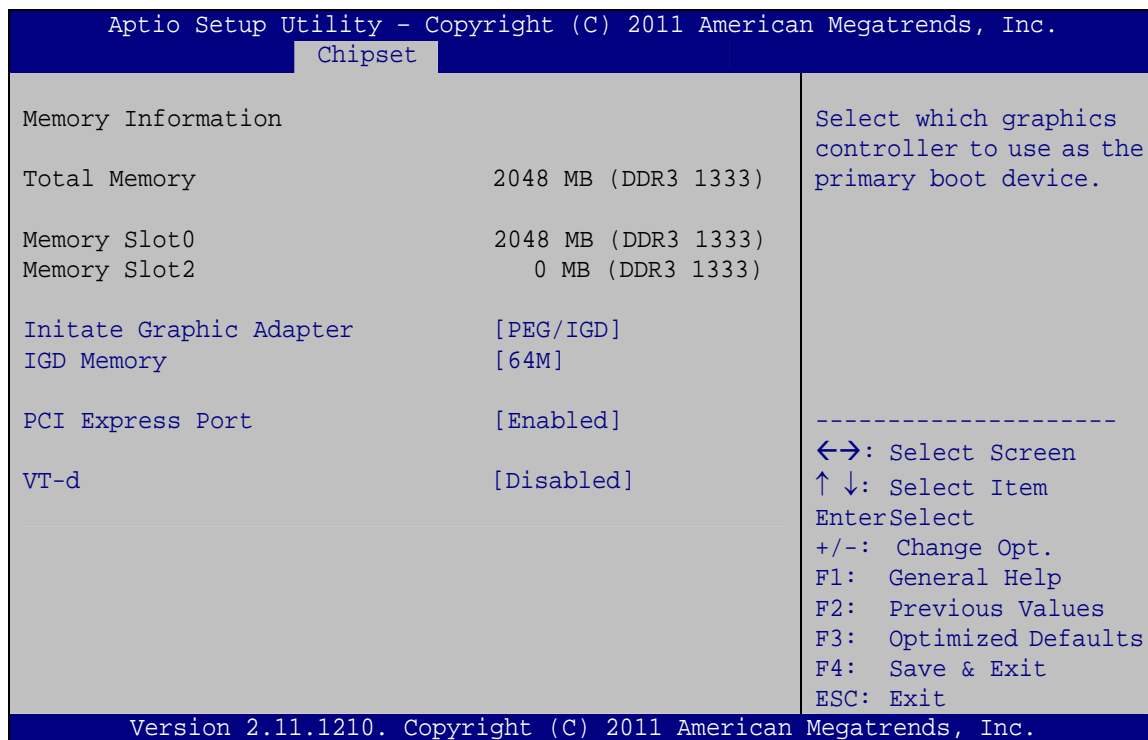 Aptio Setup Utility – Copyright (C) 2011 American Megatrends, Inc.
Chipset
Memory Information
Total Memory 2048 MB (DDR3 1333)
Memory Slot0 2048 MB (DDR3 1333)
Memory Slot2 0 MB (DDR3 1333)
Initate Graphic Adapter [PEG/IGD]
IGD Memory [64M]
PCI Express Port [Enabled]
VT-d [Disabled]
Select which graphics
controller to use as the
primary boot device.
---------------------
←→: Select Screen
↑ ↓: Select Item
EnterSelect
+/-: Change Opt.
F1: General Help
F2: Previous Values
F3: Optimized Defaults
F4: Save & Exit
ESC: Exit
Version 2.11.1210. Copyright (C) 2011 American Megatrends, Inc.